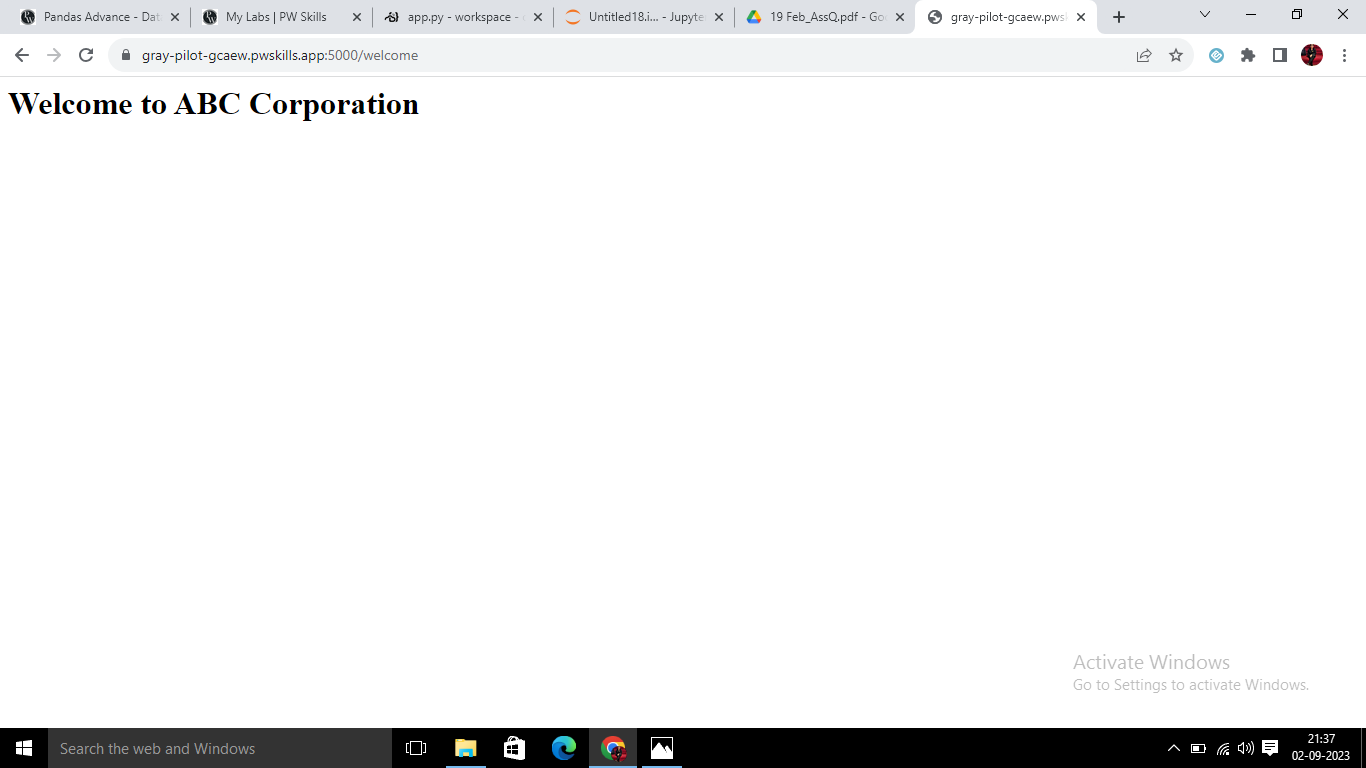 Pandas Advance - Dat
My Labs | PW Skills
app.py - workspace -
Untitled18.i... - Jupyte
19 Feb_AssQ.pdf - Go
gray-pilot-gcaew.pws
gray-pilot-gcaew.pwskills.app:5000/welcome
Welcome to ABC Corporation
Activate Windows
Go to Settings to activate Windows.
Search the web and Windows
21:37
02-09-2023